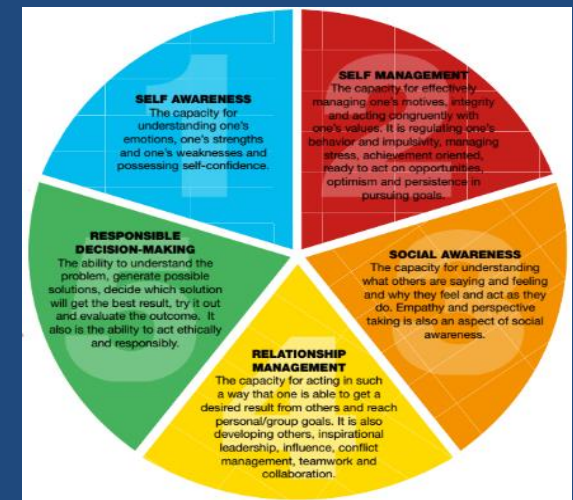 1
SELF AWARENESS
The capacity for
understanding one's
emotions, one's strengths
and one's weaknesses and
possessing self-confidence.
2
SELF MANAGEMENT
The capacity for effectively
managing one's motives, integrity
and acting congruently with
one's values. It is regulating one's
behavior and impulsivity, managing
stress, achievement oriented,
ready to act on opportunities,
optimism and persistence in
pursuing goals.
3
SOCIAL AWARENESS
The capacity for understanding
what others are saying and feeling
and why they feel and act as they
do. Empathy and perspective
taking is also an aspect of social
awareness.
4
RELATIONSHIP
MANAGEMENT
The capacity for acting in such
a way that one is able to get a
desired result from others and reach
personal/group goals. It is also
developing others, inspirational
leadership, influence, conflict
management, teamwork and
collaboration.
5
RESPONSIBLE
DECISION-MAKING
The ability to understand the
problem, generate possible
solutions, decide which solution
will get the best result, try it out
and evaluate the outcome. It
also is the ability to act ethically
and responsibly.